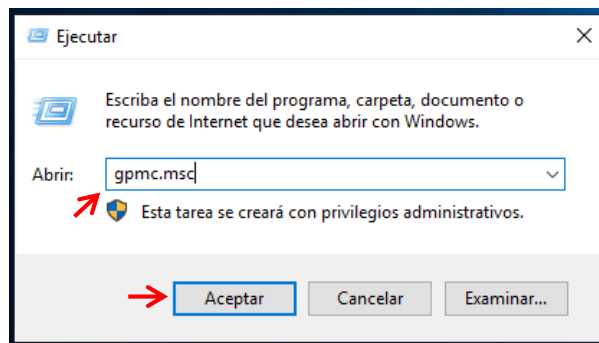 Ejecutar
Escriba el nombre del programa, carpeta, documento o
recurso de Internet que desea abrir con Windows.
Abrir:
gpmc.msc
Esta tarea se creará con privilegios administrativos.
Aceptar
Cancelar
Examinar...